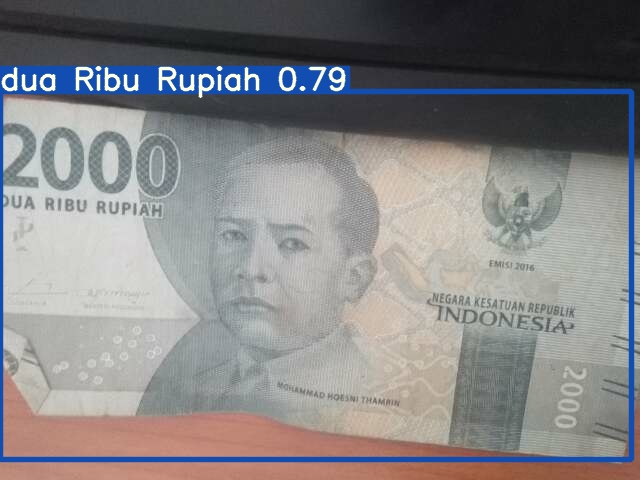 dua Ribu Rupiah 0.79
2000
DUA RIBU RUPIAH
EMISI 2016
NEGARA KESATUAN REPUBLIK
INDONESIA
MOHAMMAD HOESNI THAMRIN
2000